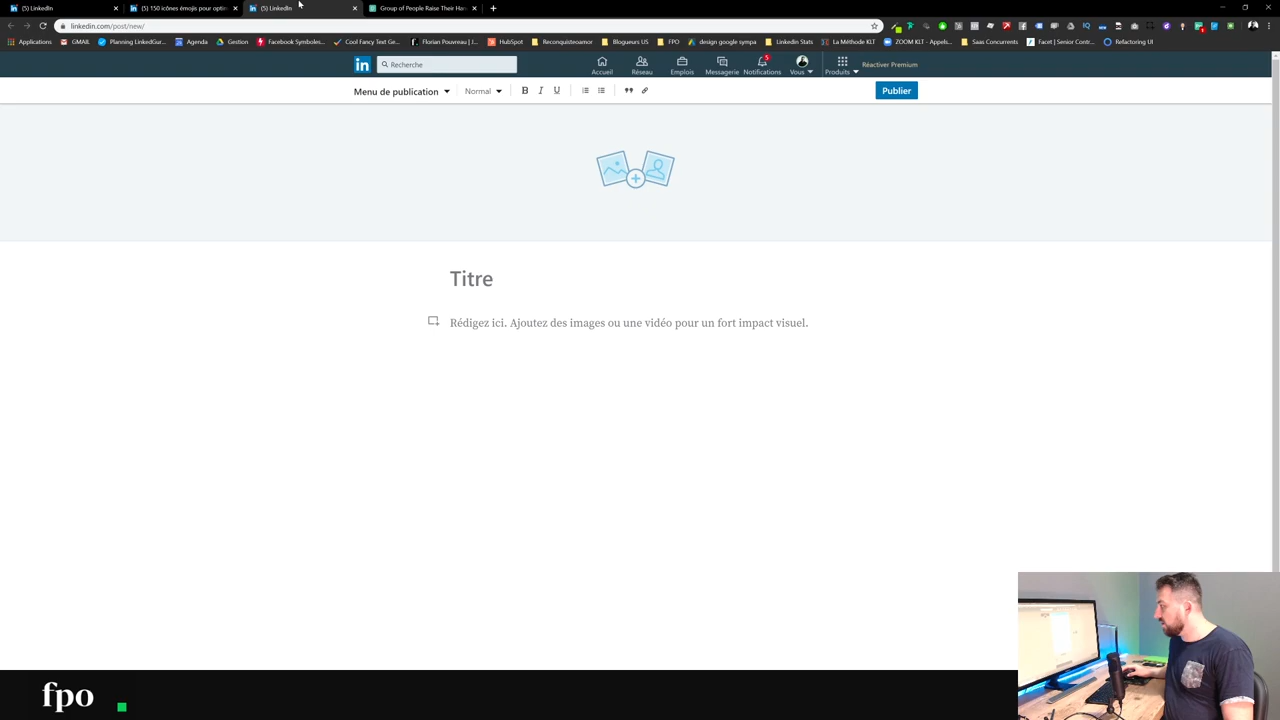 (5) LinkedIn
(5) 150 icônes émojis pour optim
(5) LinkedIn
Group of People Raise Their Han
linkedin.com/post/new/
Applications
GMAIL
Planning LinkedGur...
Agenda
Gestion
Facebook Symboles...
Cool Fancy Text Ge...
Florian Pouvreau | J...
HubSpot
Reconquisteoamor
Blogueurs US
FPO
design google sympa
Linkedin Stats
La Méthode KLT
ZOOM KLT - Appels...
Saas Concurrents
Facet | Senior Contr...
Refactoring UI
in
Recherche
Accueil
Réseau
Emplois
Messagerie
5
Notifications
Vous
Produits
Réactiver Premium
Menu de publication
Normal
B
I
U
Publier
Titre
Rédigez ici. Ajoutez des images ou une vidéo pour un fort impact visuel.
fpo